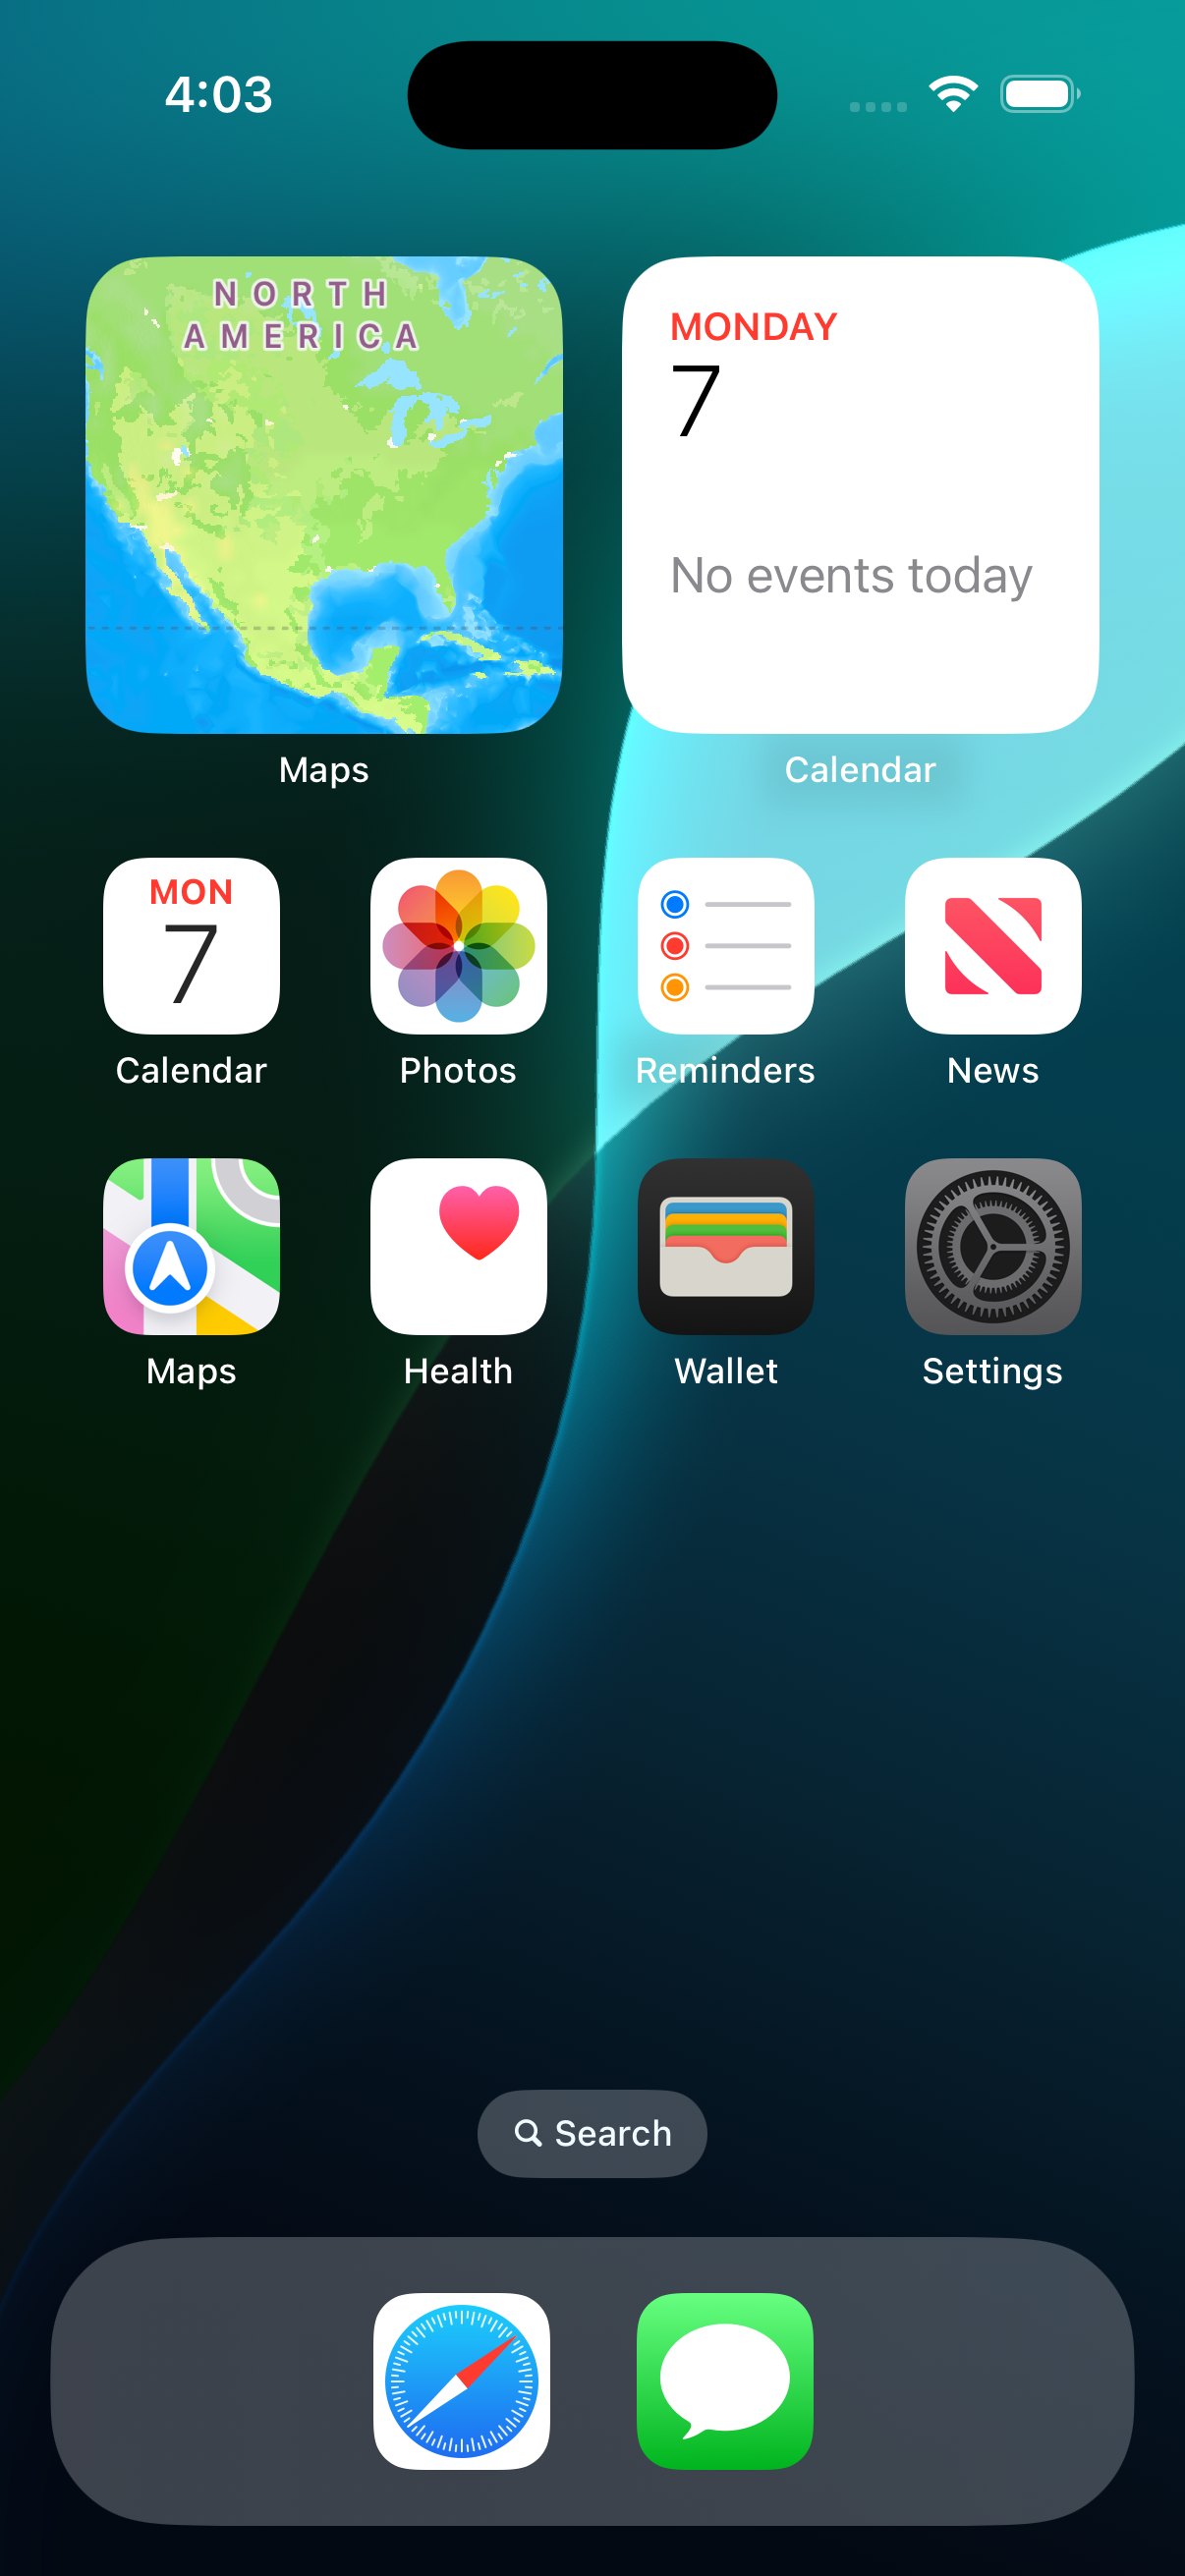 4:03
NORTH
AMERICA
MONDAY
7
No events today
Maps
Calendar
MON
7
Calendar
Photos
Reminders
News
Maps
Health
Wallet
Settings
Search